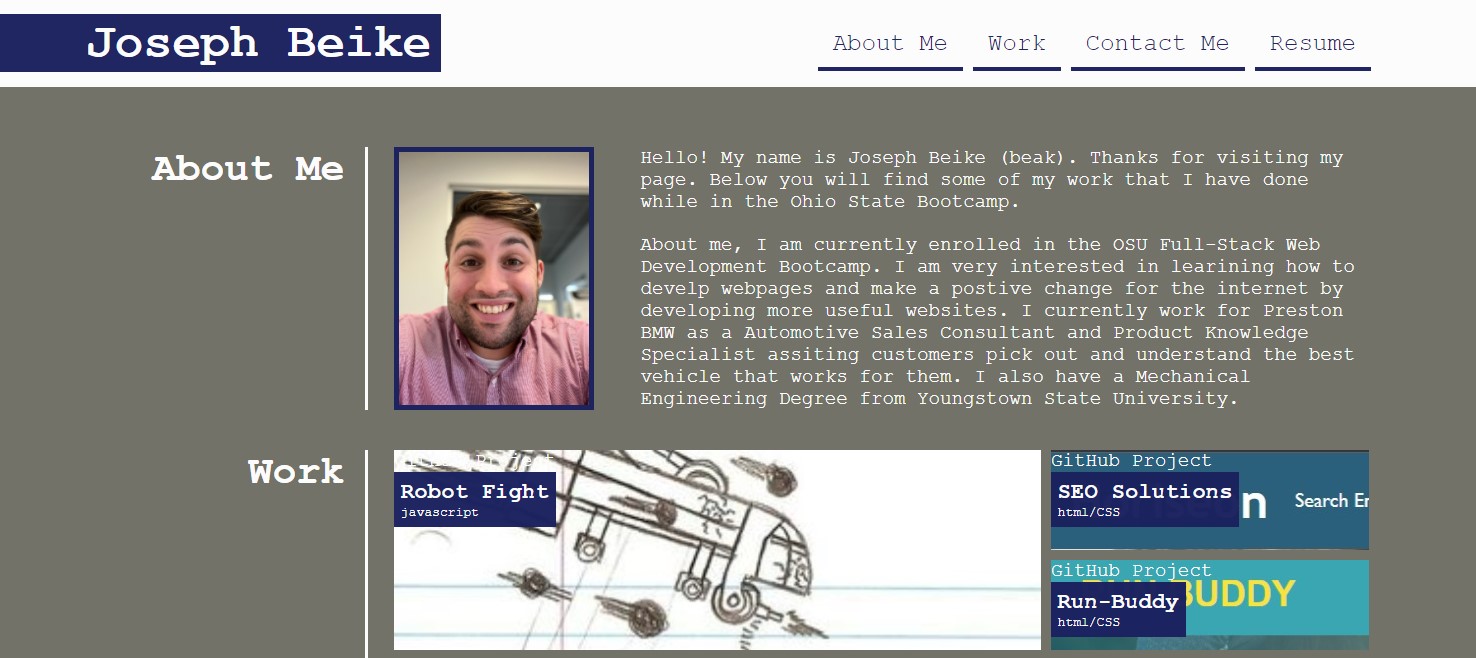 Joseph Beike
About Me
Work
Contact Me
Resume
About Me
Hello! My name is Joseph Beike (beak). Thanks for visiting my
page. Below you will find some of my work that I have done
while in the Ohio State Bootcamp.
About me, I am currently enrolled in the OSU Full-Stack Web
Development Bootcamp. I am very interested in learining how to
develp webpages and make a postive change for the internet by
developing more useful websites. I currently work for Preston
BMW as a Automotive Sales Consultant and Product Knowledge
Specialist assiting customers pick out and understand the best
vehicle that works for them. I also have a Mechanical
Engineering Degree from Youngstown State University.
Work
Robot Fight
javascript
GitHub Project
SEO Solutions
html/CSS
Search
GitHub Project
BUDDY
Run-Buddy
html/CSS